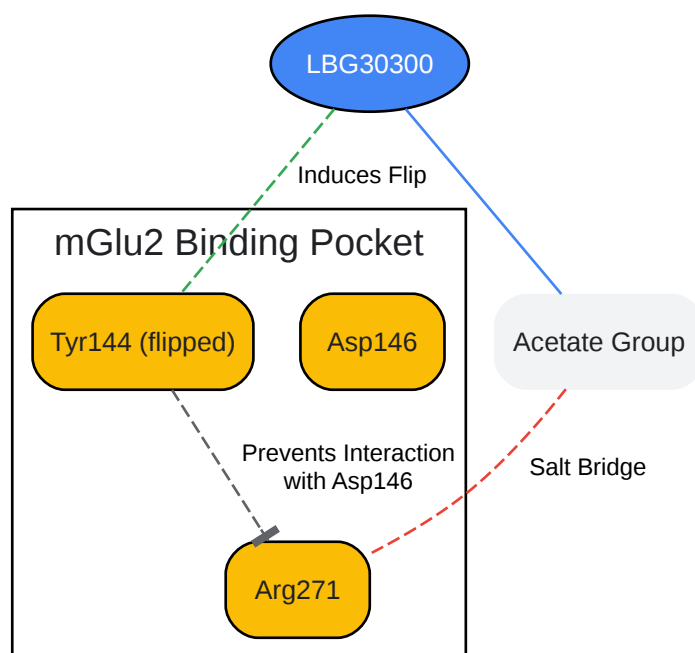 LBG30300
Induces Flip
mGlu2 Binding Pocket
Tyr144 (flipped)
Asp146
Acetate Group
Prevents Interaction
with Asp146
Salt Bridge
Arg271